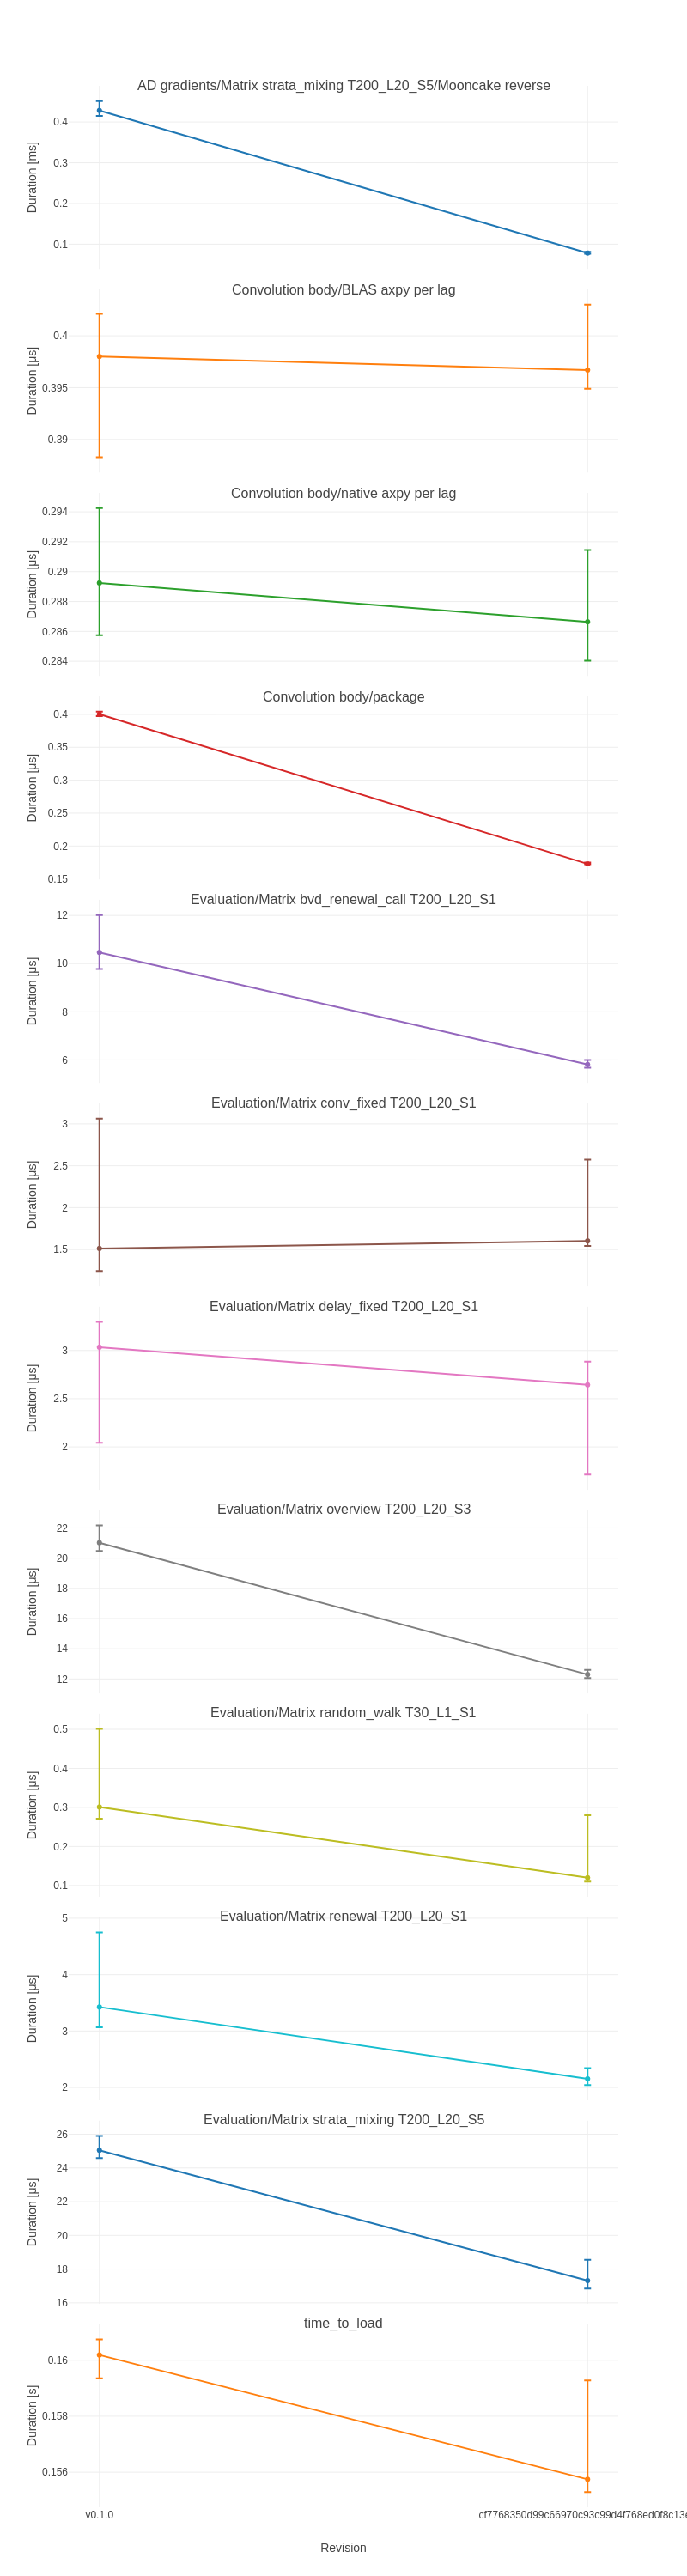 AD gradients/Matrix strata_mixing T200_L20_S5/Mooncake reverse
Duration [ms]
0.4
0.3
0.2
0.1
Convolution body/BLAS axpy per lag
Duration [μs]
0.4
0.395
0.39
Convolution body/native axpy per lag
Duration [μs]
0.294
0.292
0.29
0.288
0.286
0.284
Convolution body/package
Duration [μs]
0.4
0.35
0.3
0.25
0.2
0.15
Evaluation/Matrix bvd_renewal_call T200_L20_S1
Duration [μs]
12
10
8
6
Evaluation/Matrix conv_fixed T200_L20_S1
Duration [μs]
3
2.5
2
1.5
Evaluation/Matrix delay_fixed T200_L20_S1
Duration [μs]
3
2.5
2
Evaluation/Matrix overview T200_L20_S3
Duration [μs]
22
20
18
16
14
12
Evaluation/Matrix random_walk T30_L1_S1
Duration [μs]
0.5
0.4
0.3
0.2
0.1
Evaluation/Matrix renewal T200_L20_S1
Duration [μs]
5
4
3
2
Evaluation/Matrix strata_mixing T200_L20_S5
Duration [μs]
26
24
22
20
18
16
time_to_load
Duration [s]
0.16
0.158
0.156
v0.1.0
cf7768350d99c66970c93c99d4f768ed0f8c13e
Revision